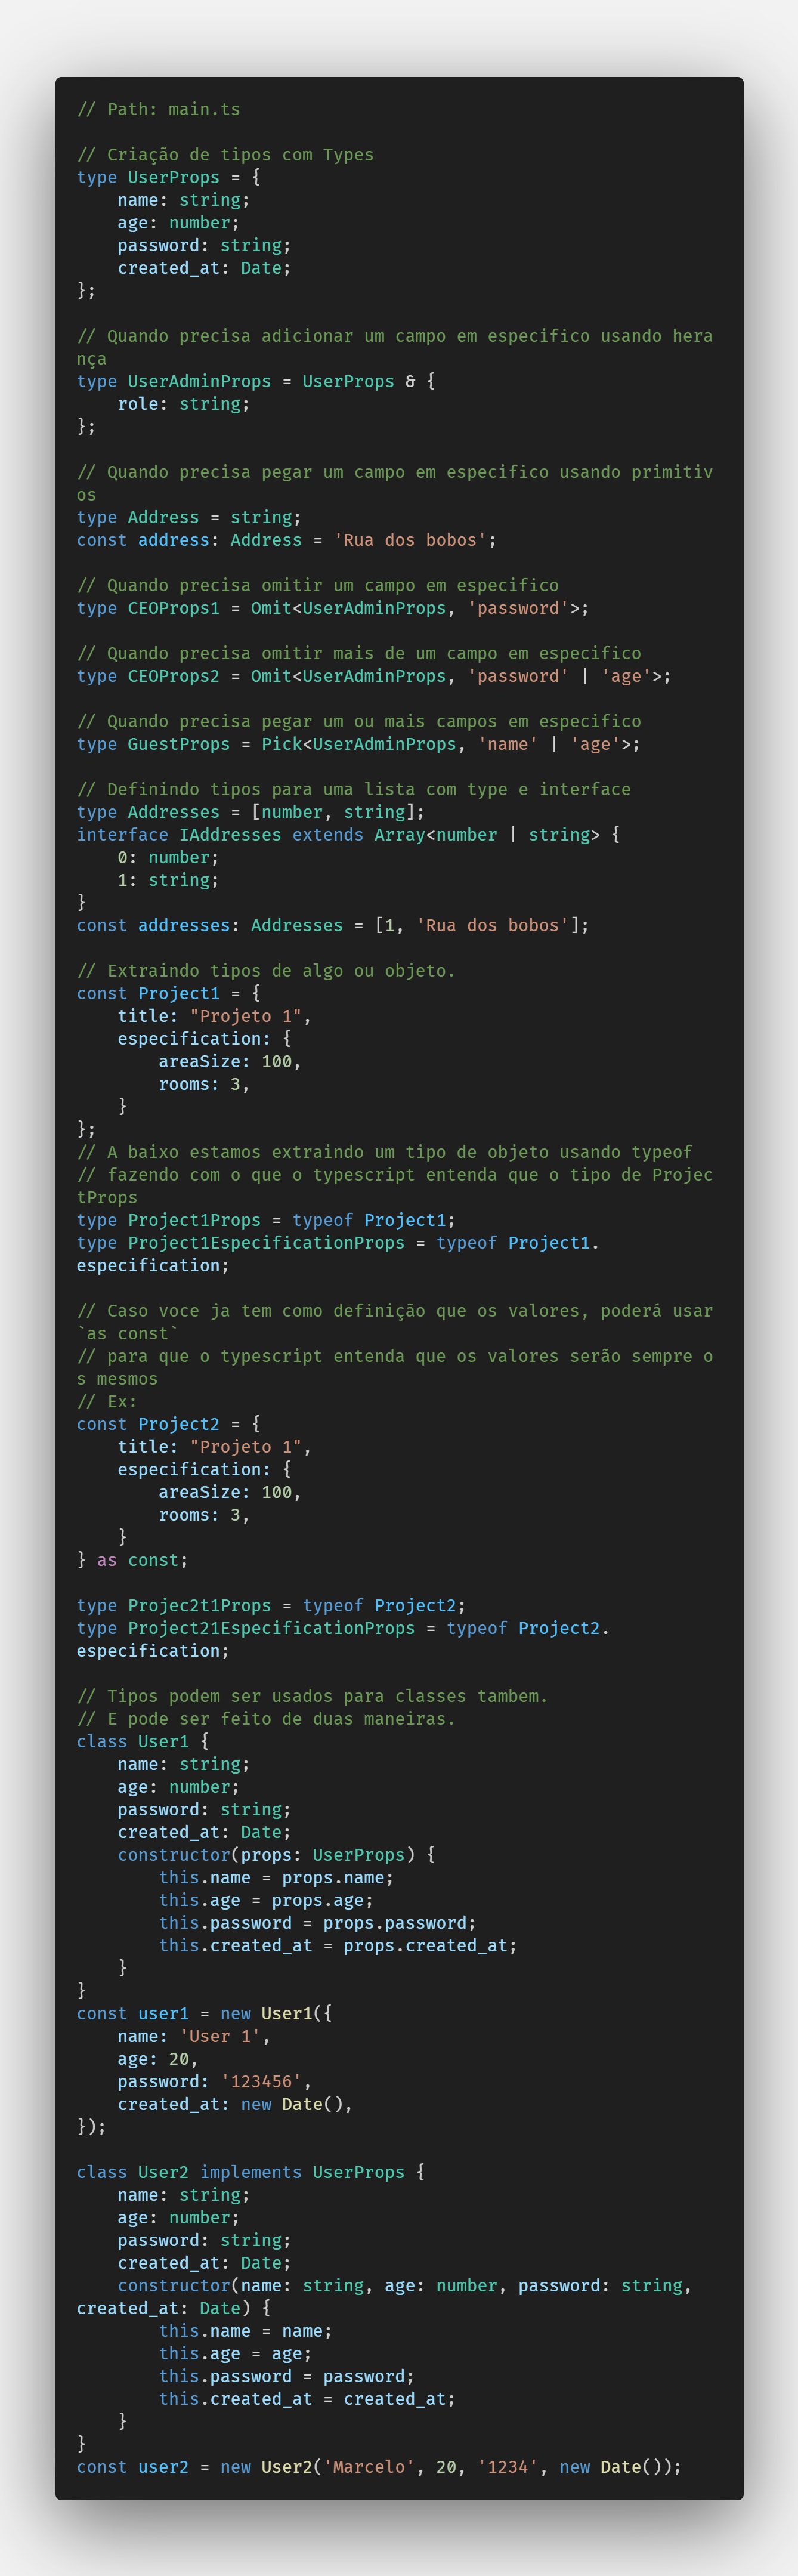 // Path: main.ts
// Criação de tipos com Types
type UserProps = {
    name: string;
    age: number;
    password: string;
    created_at: Date;
};
// Quando precisa adicionar um campo em especifico usando hera
nça
type UserAdminProps = UserProps & {
    role: string;
};
// Quando precisa pegar um campo em especifico usando primitiv
os
type Address = string;
const address: Address = 'Rua dos bobos';
// Quando precisa omitir um campo em especifico
type CEOProps1 = Omit<UserAdminProps, 'password'>;
// Quando precisa omitir mais de um campo em especifico
type CEOProps2 = Omit<UserAdminProps, 'password' | 'age'>;
// Quando precisa pegar um ou mais campos em especifico
type GuestProps = Pick<UserAdminProps, 'name' | 'age'>;
// Definindo tipos para uma lista com type e interface
type Addresses = [number, string];
interface IAddresses extends Array<number | string> {
    0: number;
    1: string;
}
const addresses: Addresses = [1, 'Rua dos bobos'];
// Extraindo tipos de algo ou objeto.
const Project1 = {
    title: "Projeto 1",
    especification: {
        areaSize: 100,
        rooms: 3,
    }
};
// A baixo estamos extraindo um tipo de objeto usando typeof
// fazendo com o que o typescript entenda que o tipo de Projec
tProps
type Project1Props = typeof Project1;
type Project1EspecificationProps = typeof Project1.
especification;
// Caso voce ja tem como definição que os valores, poderá usar
`as const`
// para que o typescript entenda que os valores serão sempre o
s mesmos
// Ex:
const Project2 = {
    title: "Projeto 1",
    especification: {
        areaSize: 100,
        rooms: 3,
    }
} as const;
type Projec2t1Props = typeof Project2;
type Project21EspecificationProps = typeof Project2.
especification;
// Tipos podem ser usados para classes tambem.
// E pode ser feito de duas maneiras.
class User1 {
    name: string;
    age: number;
    password: string;
    created_at: Date;
    constructor(props: UserProps) {
        this.name = props.name;
        this.age = props.age;
        this.password = props.password;
        this.created_at = props.created_at;
    }
}
const user1 = new User1({
    name: 'User 1',
    age: 20,
    password: '123456',
    created_at: new Date(),
});
class User2 implements UserProps {
    name: string;
    age: number;
    password: string;
    created_at: Date;
    constructor(name: string, age: number, password: string,
created_at: Date) {
        this.name = name;
        this.age = age;
        this.password = password;
        this.created_at = created_at;
    }
}
const user2 = new User2('Marcelo', 20, '1234', new Date());